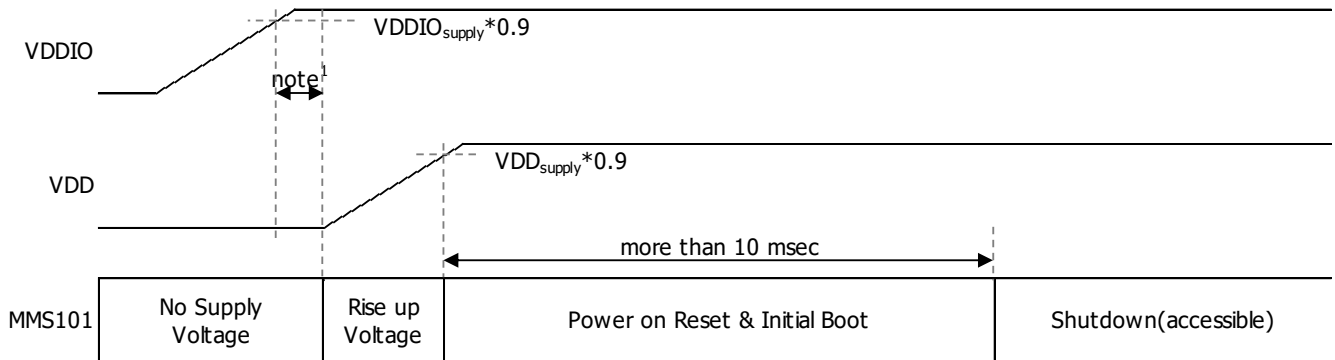 VDDIO
VDDIOsupply*0.9
note1
VDD
VDDsupply*0.9
more than 10 msec
MMS101
No Supply
Voltage
Rise up
Voltage
Power on Reset & Initial Boot
Shutdown(accessible)